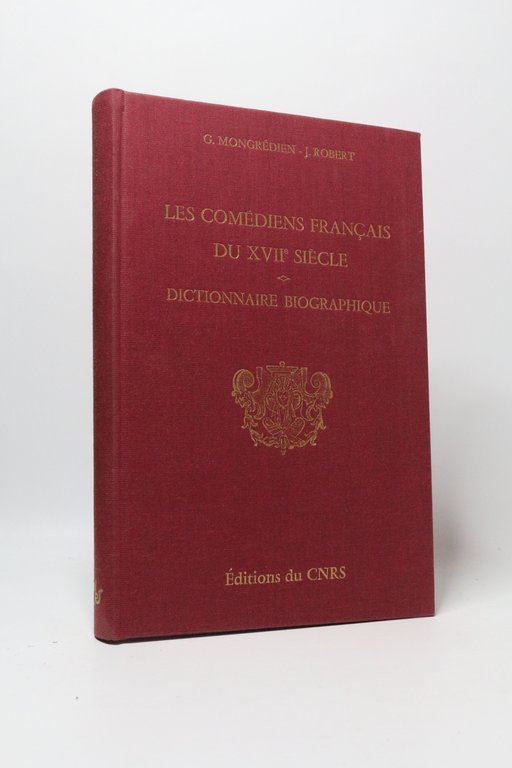 G. MONGRÉDIEN - J. ROBERT
LES COMÉDIENS FRANÇAIS
DU XVIIe SIÈCLE
DICTIONNAIRE BIOGRAPHIQUE
Éditions du CNRS